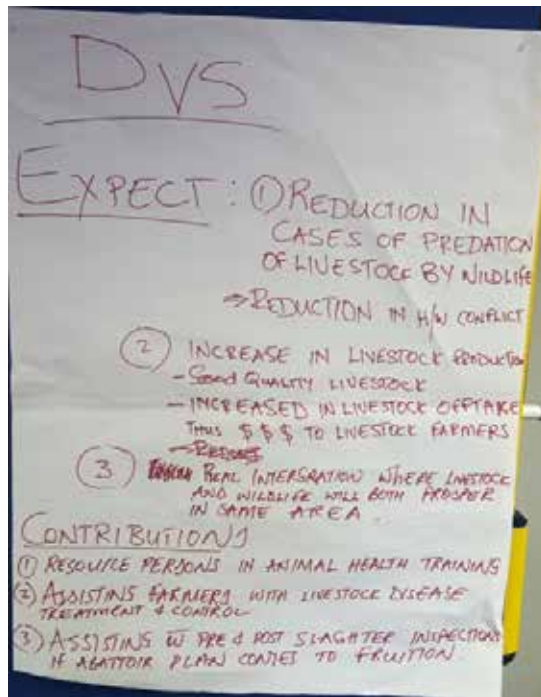 DVS
EXPECT: ① REDUCTION IN
CASES OF PREDATION
OF LIVESTOCK BY WILDLIFE
⇒ REDUCTION IN H/W CONFLICT
② INCREASE IN LIVESTOCK PRODUCTION
- Good QUALITY LIVESTOCK
- INCREASED IN LIVESTOCK OFFTAKE
THUS $ $ $ TO LIVESTOCK FARMERS
③ REAL INTERGRATION WHERE LIVESTOCK
AND WILDLIFE WILL BOTH PROSPER
IN SAME AREA
CONTRIBUTIONS
① RESOURCE PERSONS IN ANIMAL HEALTH TRAINING
② ASSISTING FARMERS WITH LIVESTOCK DISEASE
TREATMENT & CONTROL
③ ASSISTING W PRE & POST SLAGHTER INSPECTIONS
IF ABATTOIR PLAN COMES TO FRUITION